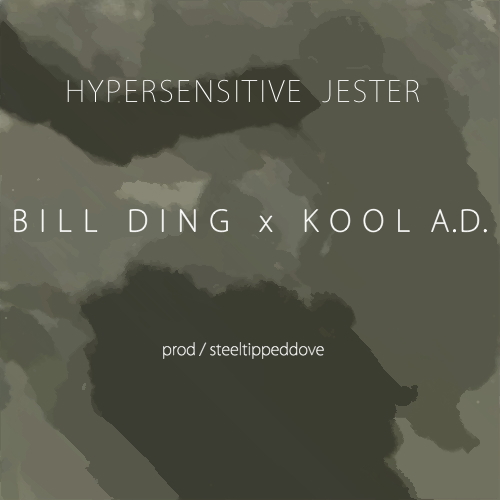 HYPERSENSITIVE JESTER
BILL DING x KOOL A.D.
prod / steeltippeddove